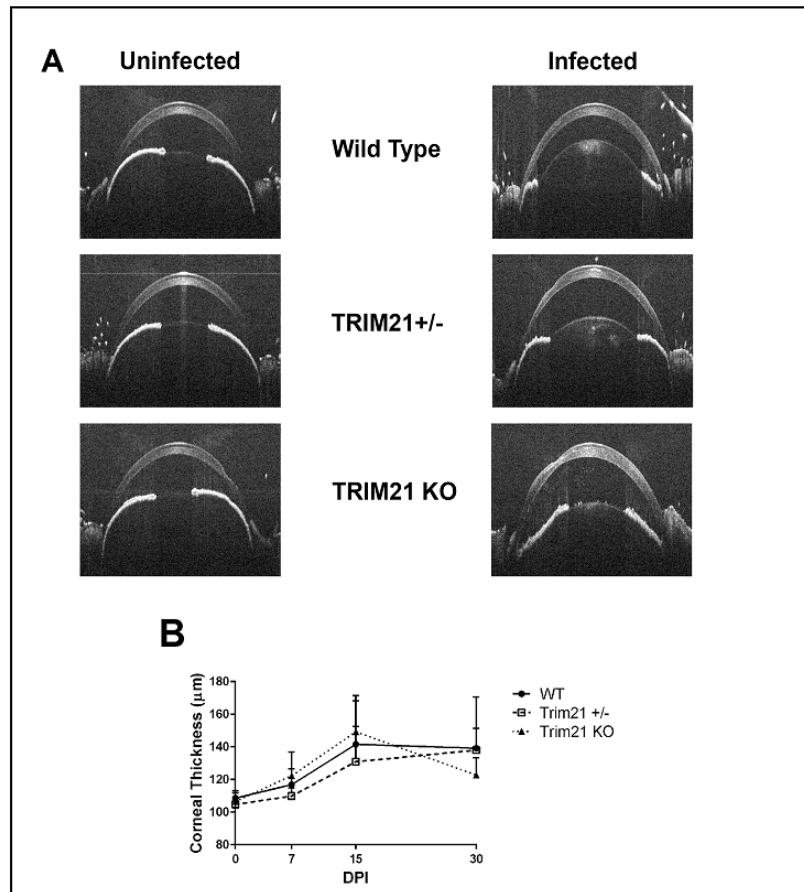 A
Uninfected
Infected
Wild Type
TRIM21+/-
TRIM21 KO
B
Corneal Thickness (μm)
180
160
140
120
100
80
0
7
15
30
DPI
WT
Trim21 +/-
Trim21 KO